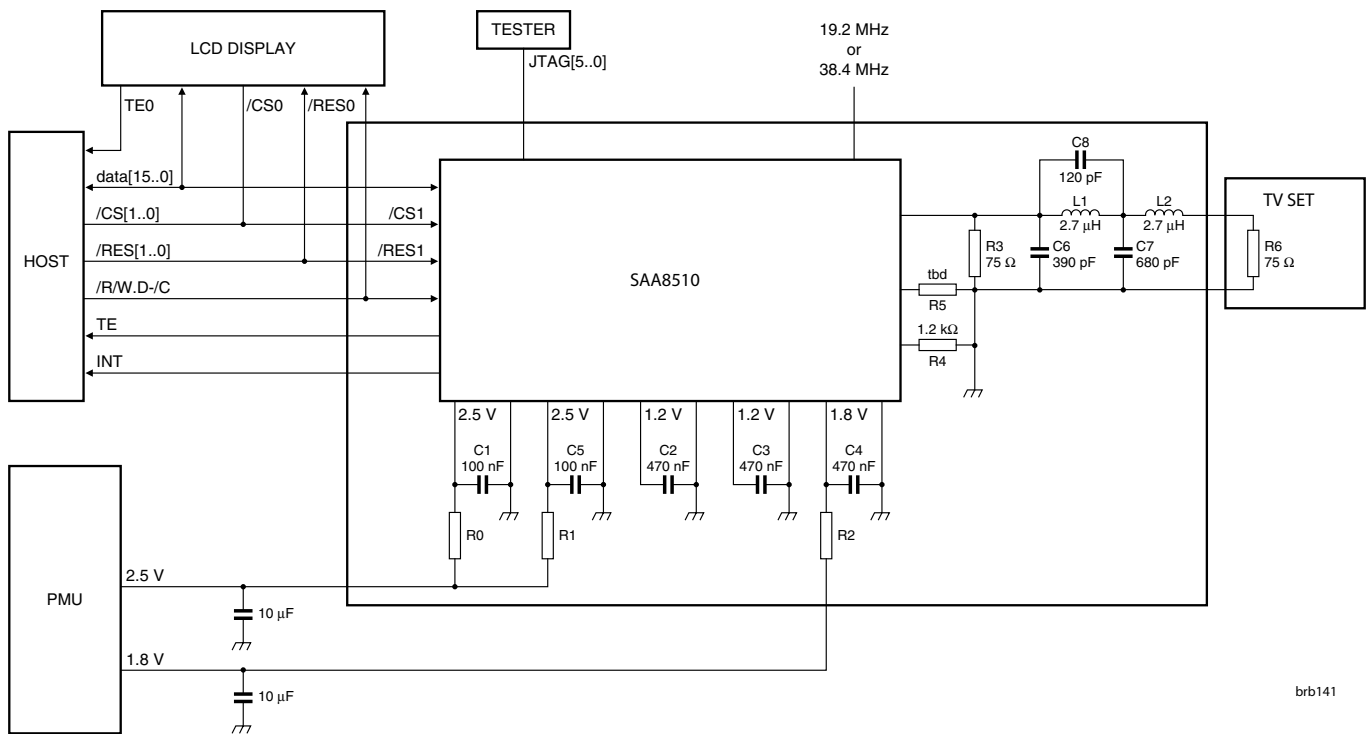 LCD DISPLAY
TESTER
19.2 MHz
or
38.4 MHz
JTAG[5..0]
TE0
/CS0
/RES0
HOST
data[15..0]
/CS[1..0]
/CS1
/RES[1..0]
/RES1
/R/W.D-/C
TE
INT
SAA8510
C8
120 pF
L1
2.7 μH
L2
2.7 μH
R3
75 Ω
C6
390 pF
C7
680 pF
TV SET
R6
75 Ω
tbd
R5
1.2 kΩ
R4
2.5 V
2.5 V
1.2 V
1.2 V
1.8 V
C1
100 nF
C5
100 nF
C2
470 nF
C3
470 nF
C4
470 nF
R0
R1
R2
PMU
2.5 V
10 μF
1.8 V
10 μF
brb141